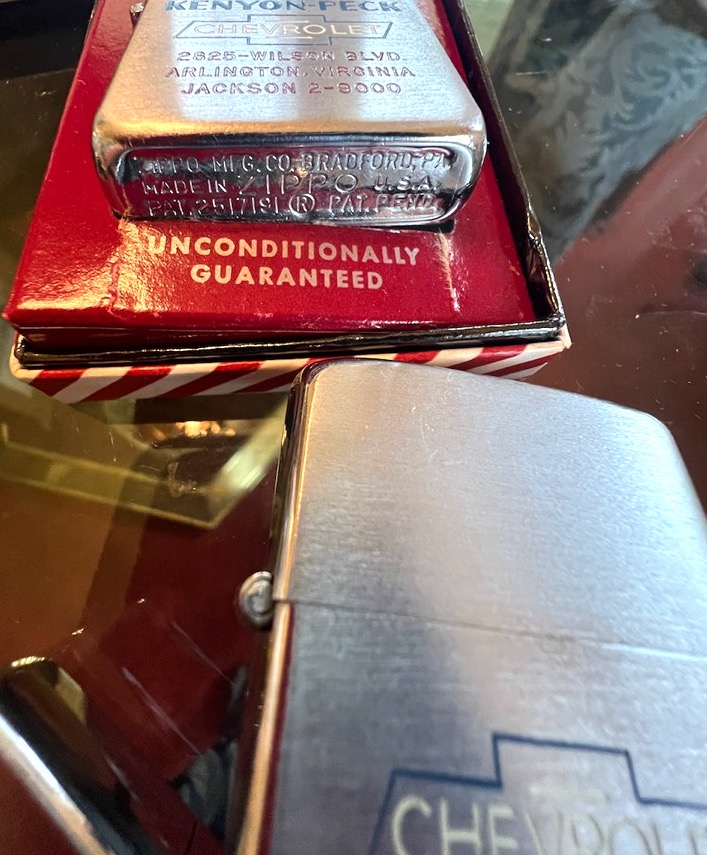 KENYON-PECK
CHEVROLET
2825-WILSON BLVD.
ARLINGTON, VIRGINIA
JACKSON 2-9000
ZIPPO MFG. CO. BRADFORD, PA.
MADE IN ZIPPO U.S.A.
PAT. 2517191 ® PAT. PEND.
UNCONDITIONALLY
GUARANTEED
CHEVROLET